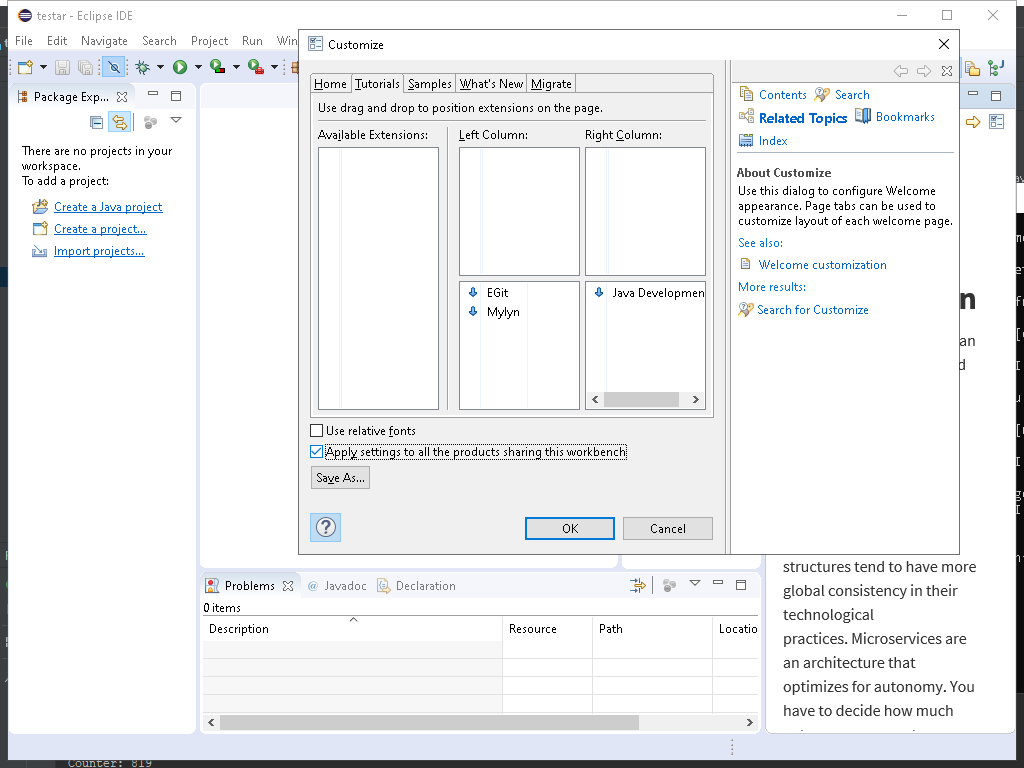 testar - Eclipse IDE
File Edit Navigate Search Project Run Win
Package Exp...
There are no projects in your
workspace.
To add a project:
Create a Java project
Create a project...
Import projects...
Customize
Home Tutorials Samples What's New Migrate
Use drag and drop to position extensions on the page.
Available Extensions: Left Column: Right Column:
EGit
Mylyn
Java Developmen
Use relative fonts
Apply settings to all the products sharing this workbench
Save As...
OK Cancel
Contents Search
Related Topics Bookmarks
Index
About Customize
Use this dialog to configure Welcome
appearance. Page tabs can be used to
customize layout of each welcome page.
See also:
Welcome customization
More results:
Search for Customize
n
an
d
structures tend to have more
global consistency in their
technological
practices. Microservices are
an architecture that
optimizes for autonomy. You
have to decide how much
Problems @ Javadoc Declaration
0 items
Description Resource Path Locatio
Counter: 819